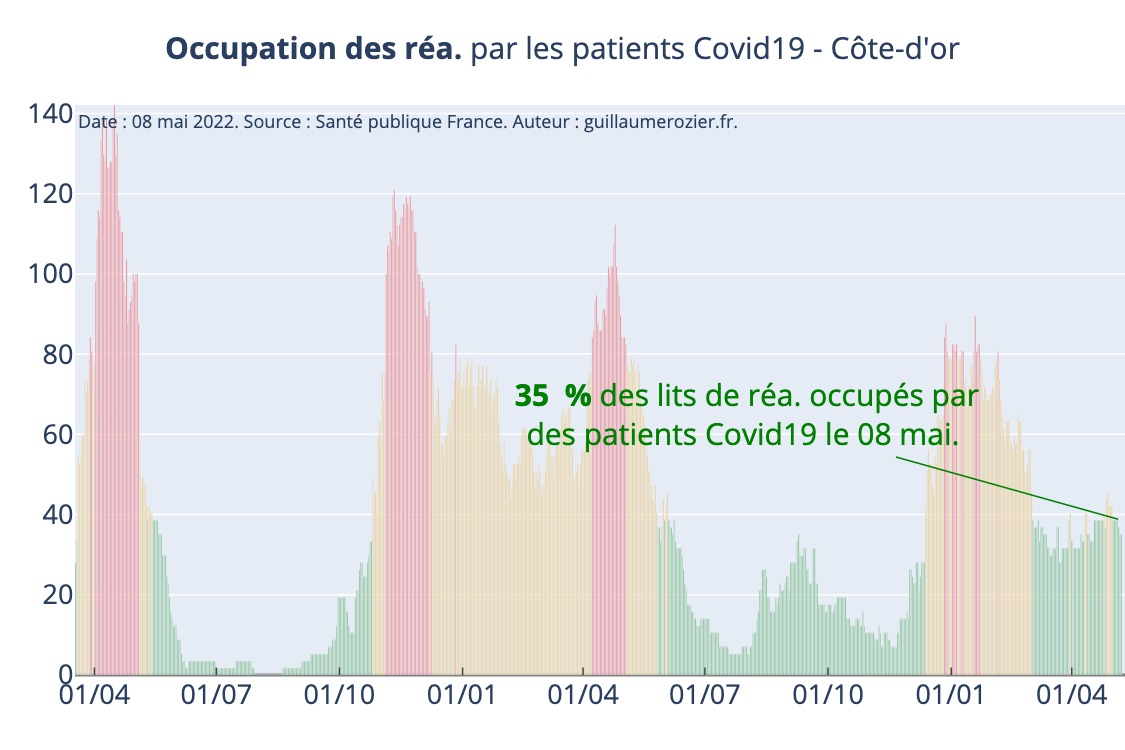 Occupation des réa. par les patients Covid19 - Côte-d'or
140
Date : 08 mai 2022. Source : Santé publique France. Auteur : guillaumerozier.fr.
120
100
80
35 % des lits de réa. occupés par
des patients Covid19 le 08 mai.
60
40
20
0
01/04 01/07 01/10 01/01 01/04 01/07 01/10 01/01 01/04